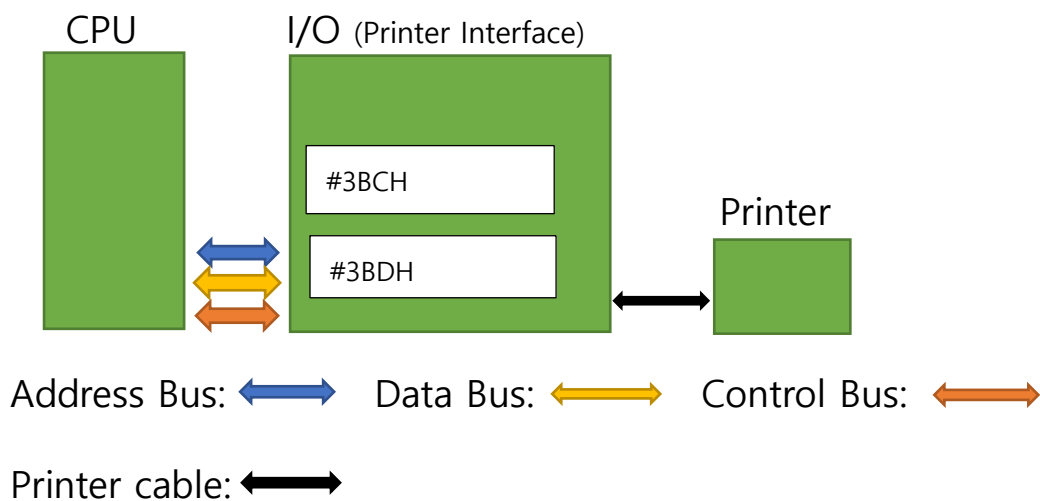 CPU
I/O (Printer Interface)
#3BCH
Printer
#3BDH
Address Bus:
Data Bus:
Control Bus:
Printer cable: